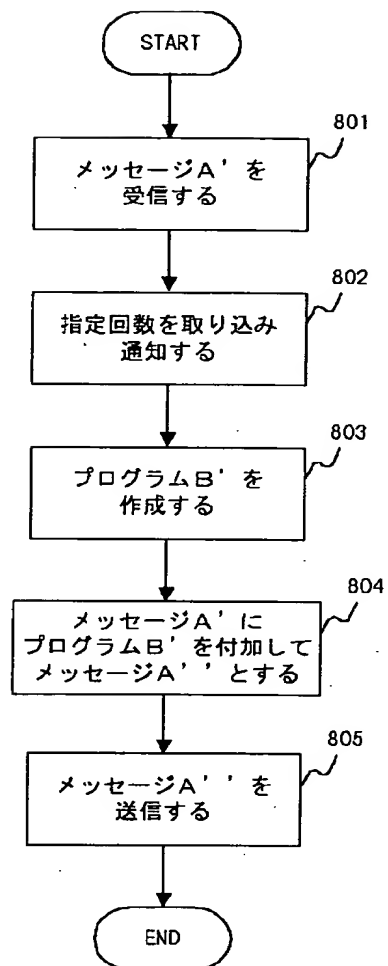 START
801
メッセージA'を
受信する
802
指定回数を取り込み
通知する
803
プログラムB'を
作成する
804
メッセージA'に
プログラムB'を付加して
メッセージA''とする
805
メッセージA''を
送信する
END